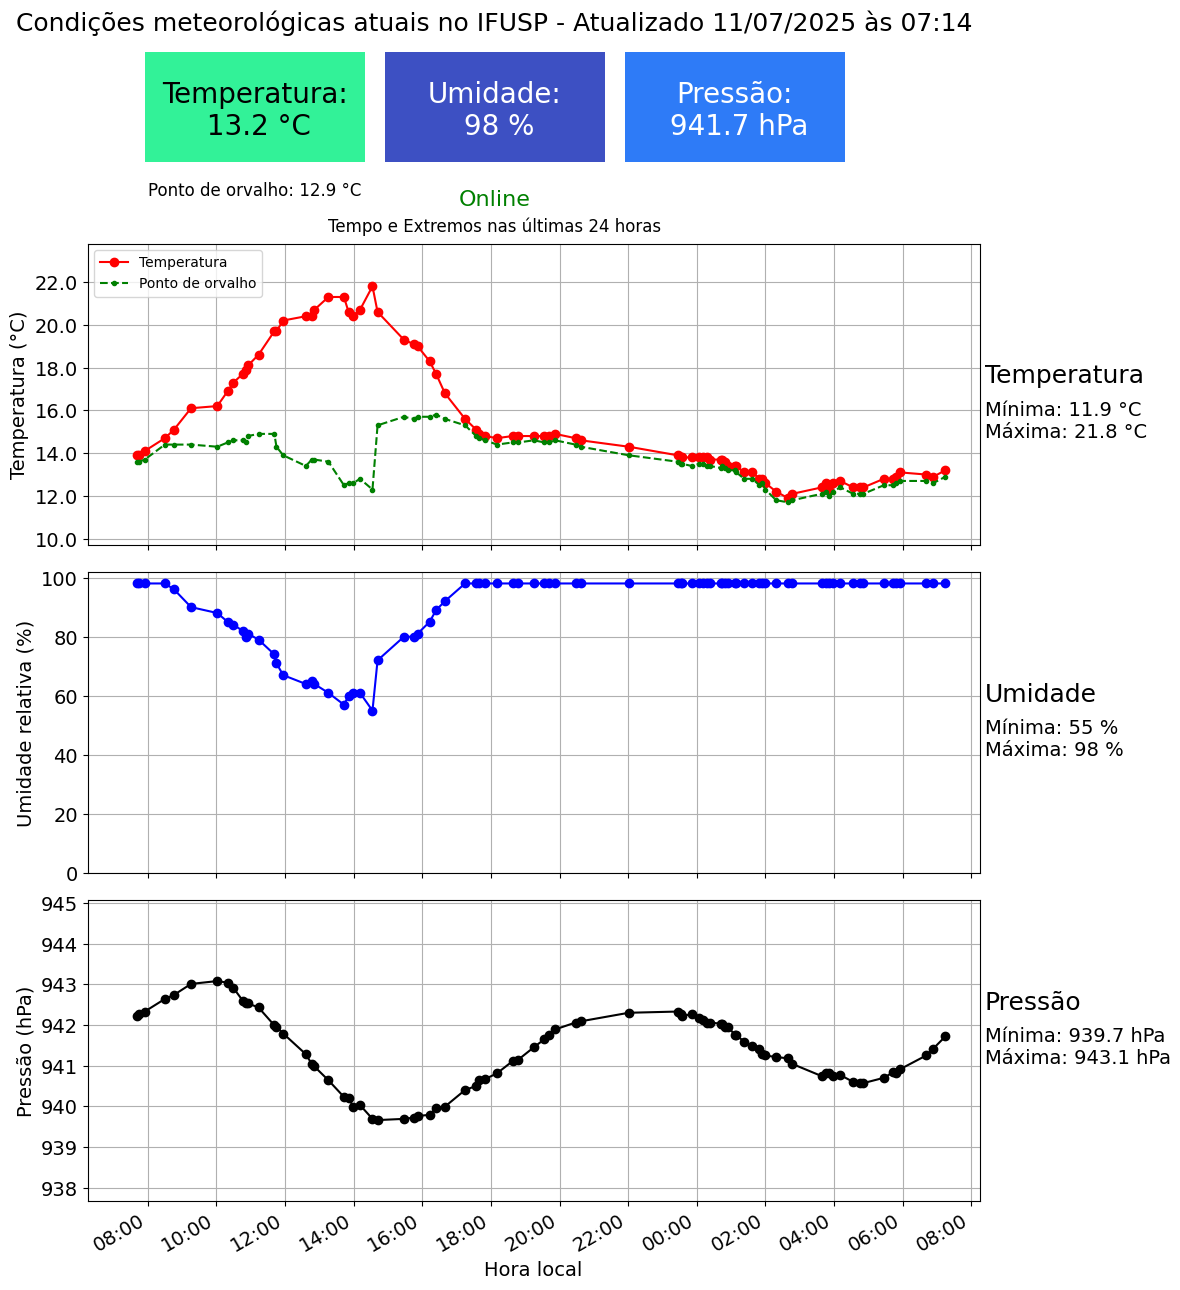 Condições meteorológicas atuais no IFUSP - Atualizado 11/07/2025 às 07:14
Temperatura:
13.2 °C
Umidade:
98 %
Pressão:
941.7 hPa
Ponto de orvalho: 12.9 °C
Online
Tempo e Extremos nas últimas 24 horas
Temperatura
Ponto de orvalho
Temperatura (°C)
22.0
20.0
18.0
16.0
14.0
12.0
10.0
Temperatura
Mínima: 11.9 °C
Máxima: 21.8 °C
Umidade relativa (%)
100
80
60
40
20
0
Umidade
Mínima: 55 %
Máxima: 98 %
Pressão (hPa)
945
944
943
942
941
940
939
938
Pressão
Mínima: 939.7 hPa
Máxima: 943.1 hPa
08:00 10:00 12:00 14:00 16:00 18:00 20:00 22:00 00:00 02:00 04:00 06:00 08:00
Hora local